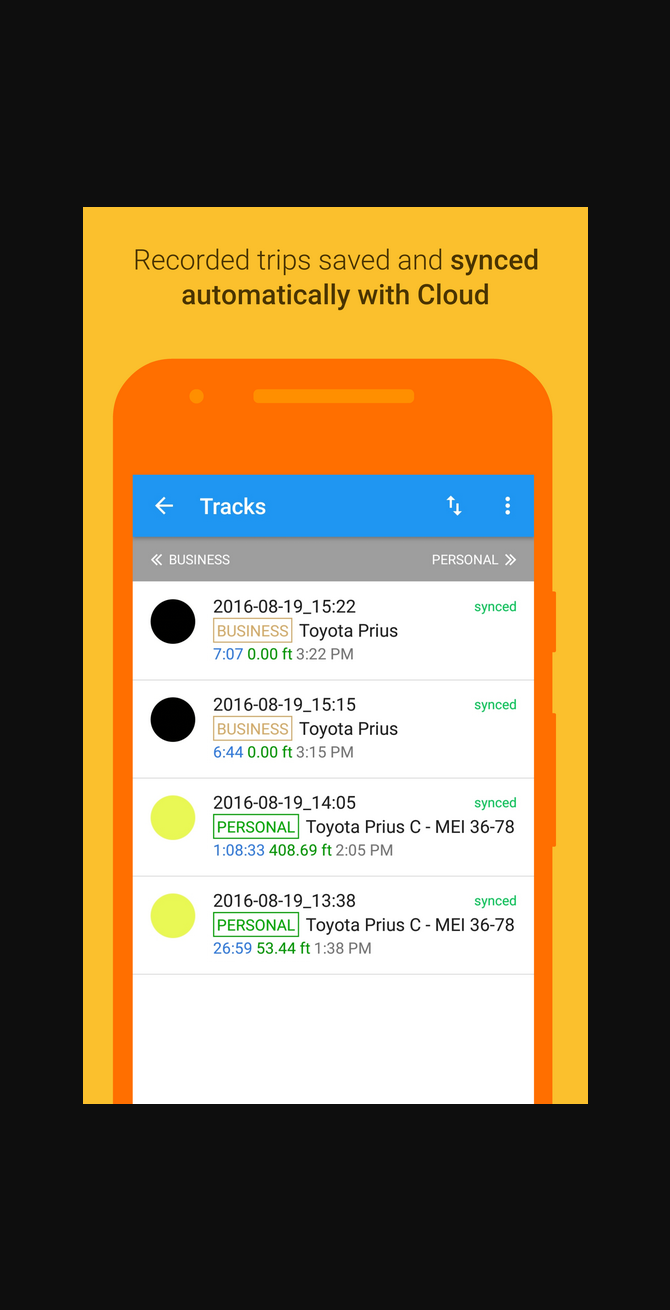 Recorded trips saved and synced
automatically with Cloud
Tracks
BUSINESS PERSONAL
2016-08-19_15:22 synced
BUSINESS Toyota Prius
7:07 0.00 ft 3:22 PM
2016-08-19_15:15 synced
BUSINESS Toyota Prius
6:44 0.00 ft 3:15 PM
2016-08-19_14:05 synced
PERSONAL Toyota Prius C - MEI 36-78
1:08:33 408.69 ft 2:05 PM
2016-08-19_13:38 synced
PERSONAL Toyota Prius C - MEI 36-78
26:59 53.44 ft 1:38 PM